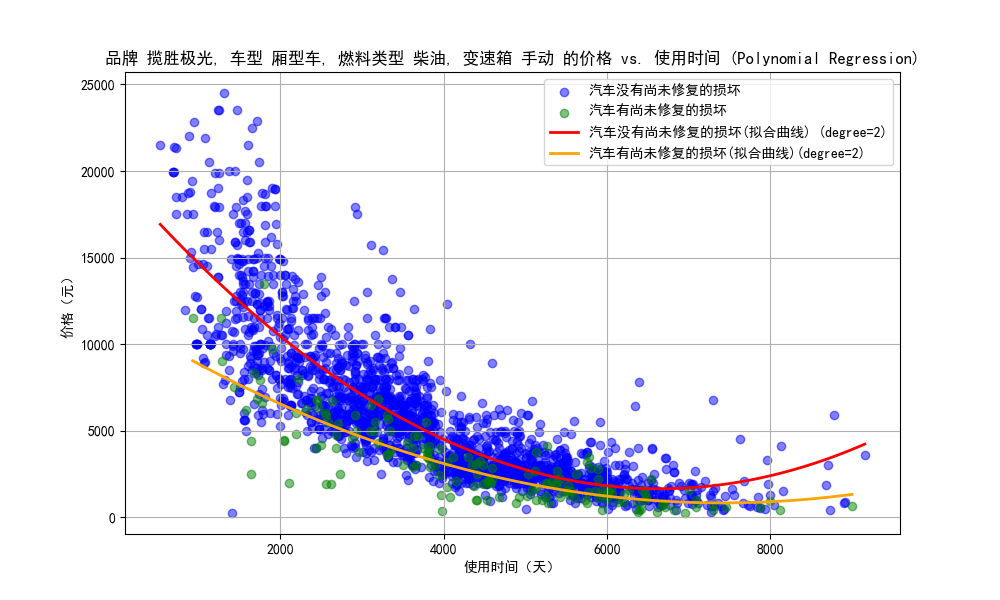 品牌 揽胜极光, 车型 厢型车, 燃料类型 柴油, 变速箱 手动 的价格 vs. 使用时间 (Polynomial Regression)
25000
20000
15000
10000
5000
0
价格（元）
汽车没有尚未修复的损坏
汽车有尚未修复的损坏
汽车没有尚未修复的损坏(拟合曲线) (degree=2)
汽车有尚未修复的损坏(拟合曲线)(degree=2)
2000
4000
6000
8000
使用时间（天）